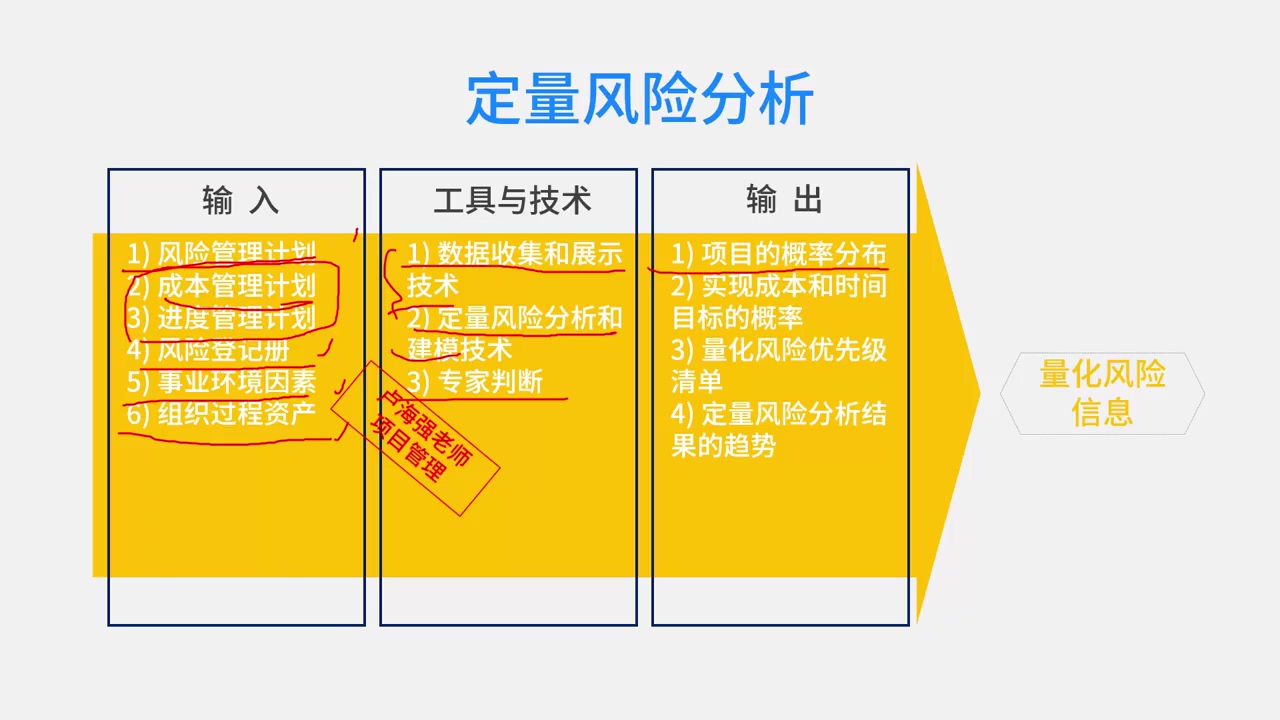 定量风险分析
输 入
1) 风险管理计划
2) 成本管理计划
3) 进度管理计划
4) 风险登记册
5) 事业环境因素
6) 组织过程资产
工具与技术
1) 数据收集和展示
技术
2) 定量风险分析和
建模技术
3) 专家判断
卢海强老师
项目管理
输 出
1) 项目的概率分布
2) 实现成本和时间
目标的概率
3) 量化风险优先级
清单
4) 定量风险分析结
果的趋势
量化风险
信息